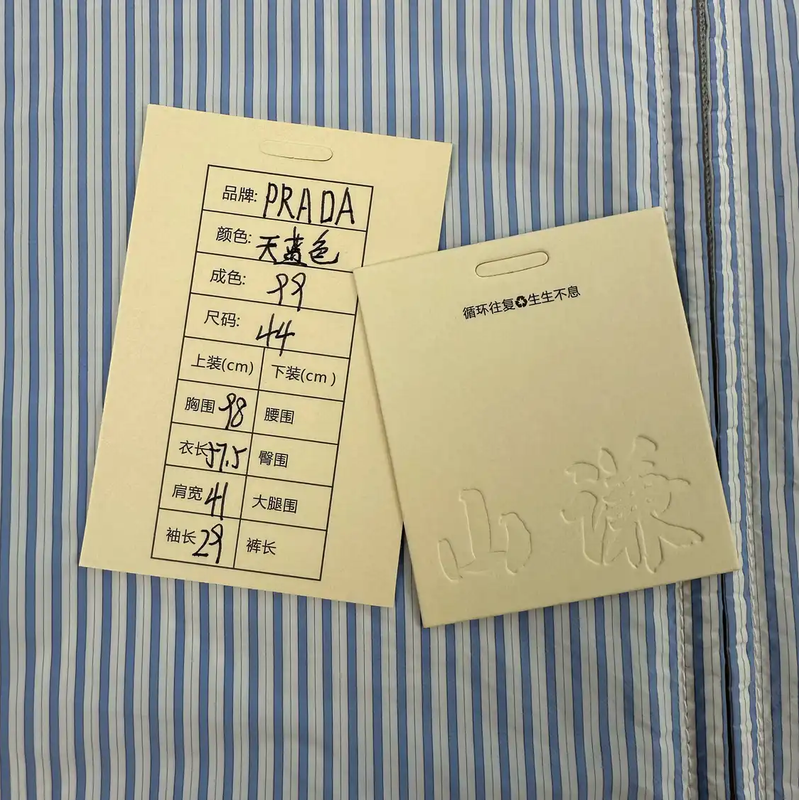 品牌: PRADA
颜色: 天蓝色
成色: 99
尺码: 44
上装(cm) 下装(cm)
胸围 98 腰围
衣长 57.5 臀围
肩宽 41 大腿围
袖长 29 裤长
循环往复♻生生不息
山谦